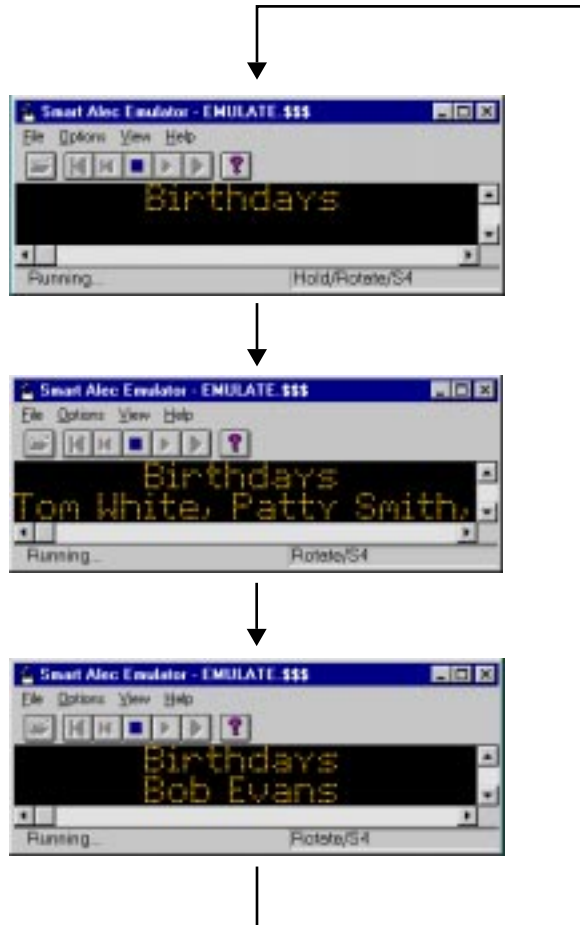 Smart Alec Emulator - EMULATE.$$$
File Options View Help
Birthdays
Running... Hold/Rotate/S4
Smart Alec Emulator - EMULATE.$$$
File Options View Help
Birthdays
Tom White, Patty Smith,
Running... Rotate/S4
Smart Alec Emulator - EMULATE.$$$
File Options View Help
Birthdays
Bob Evans
Running... Rotate/S4